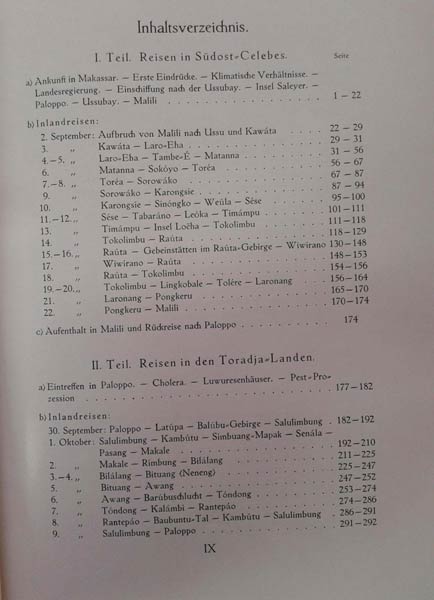 Inhaltsverzeichnis.
I. Teil. Reisen in Südost-Celebes. Seite
a) Ankunft in Makassar. — Erste Eindrücke. — Klimatische Verhältnisse. —
Landesregierung. — Einschiffung nach der Ussubay. — Insel Saleyer. —
Paloppo. — Ussubay. — Malili . . . . . . . . . . . . . . 1 — 22
b) Inlandreisen:
2. September: Aufbruch von Malili nach Ussu und Kawáta . . 22 — 29
3. „ Kawáta — Laro-Eha . . . . . . . . . . 29 — 31
4.—5. „ Laro-Eha — Tambe-É — Matanna . . . . . . 31 — 56
6. „ Matanna — Sokóyo — Toréa . . . . . . . . 56 — 67
7.—8. „ Toréa — Sorowáko . . . . . . . . . . 67 — 87
9. „ Sorowáko — Karongsie . . . . . . . . . 87 — 94
10. „ Karongsie — Sinóngko — Weúla — Sése . . . . 95—100
11.—12. „ Sése — Tabaráno — Leóka — Timámpu . . . . 101—111
13. „ Timámpu — Insel Loëha — Tokolimbu . . . . 111—118
14. „ Tokolimbu — Raúta . . . . . . . . . . 118—129
15.—16. „ Raúta — Gebeinstätten im Raúta-Gebirge — Wiwirano 130—148
17. „ Wiwírano — Raúta . . . . . . . . . . 148—153
18. „ Raúta — Tokolimbu . . . . . . . . . . 154—156
19.—20. „ Tokolimbu — Lingkobale — Tolére — Laronang . . 156—164
21. „ Laronang — Pongkeru . . . . . . . . . 165—170
22. „ Pongkeru — Malili . . . . . . . . . . 170—174
c) Aufenthalt in Malili und Rückreise nach Paloppo . . . . . . 174
II. Teil. Reisen in den Toradja-Landen.
a) Eintreffen in Paloppo. — Cholera. — Luwuresenhäuser. — Pest-Pro-
zession . . . . . . . . . . . . . . . . . . 177—182
b) Inlandreisen:
30. September: Paloppo — Latúpa — Balúbu-Gebirge — Salulimbung . 182—192
1. Oktober: Salulimbung — Kambútu — Simbuang-Mapak — Senála —
Pasang — Makale . . . . . . . . . . . 192—210
2. „ Makale — Rimbung — Bilálang . . . . . . 211—225
3.—4. „ Bilálang — Bituang (Neneng) . . . . . . 225—247
5. „ Bituang — Awang . . . . . . . . . . 247—252
6. „ Awang — Barúbuschlucht — Tóndong . . . . 253—274
7. „ Tóndong — Kalámbi — Rantepáo . . . . . 274—286
8. „ Rantepáo — Baubuntu-Tal — Kambútu — Salulimbung . 286—291
9. „ Salulimbung — Paloppo . . . . . . . . . 291—292
IX